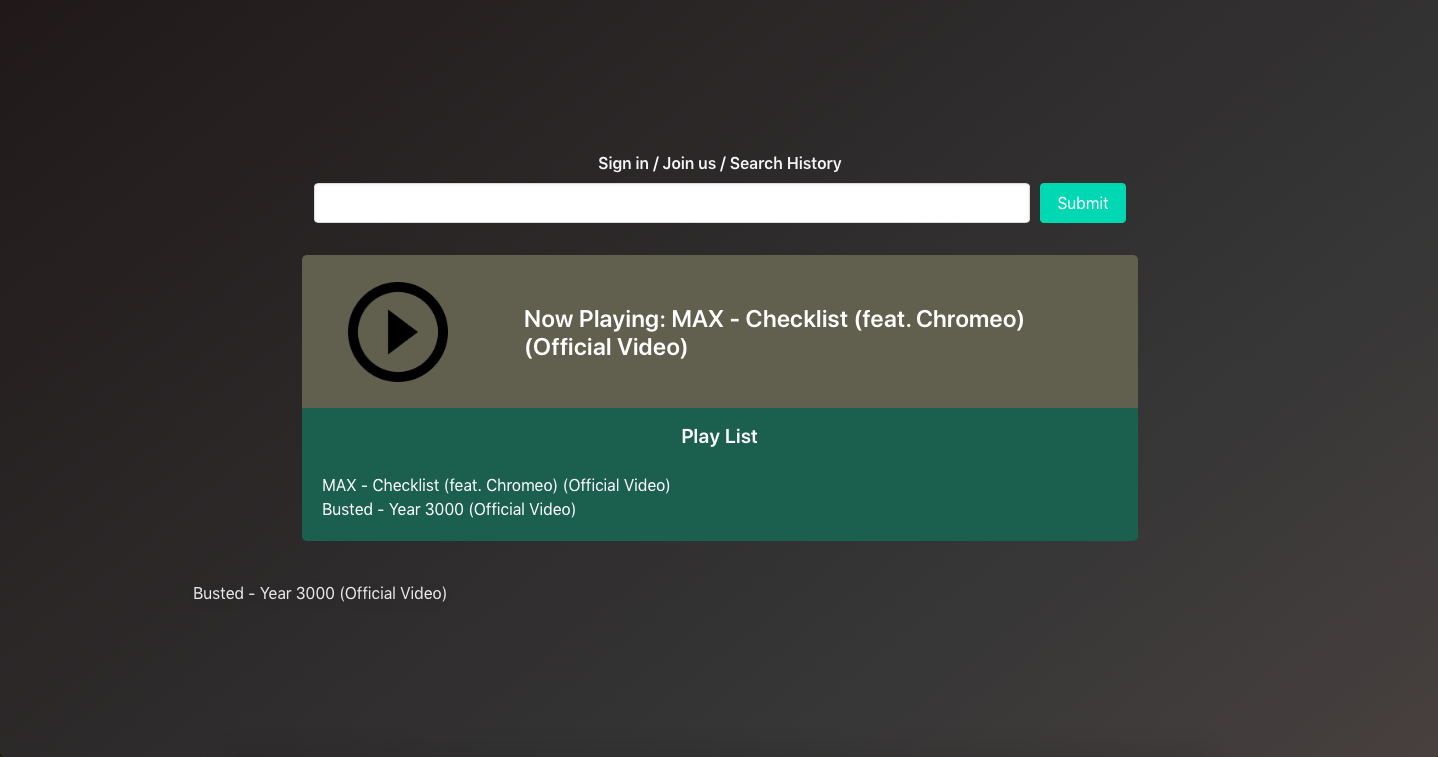 Sign in / Join us / Search History
Submit
Now Playing: MAX - Checklist (feat. Chromeo)
(Official Video)
Play List
MAX - Checklist (feat. Chromeo) (Official Video)
Busted - Year 3000 (Official Video)
Busted - Year 3000 (Official Video)